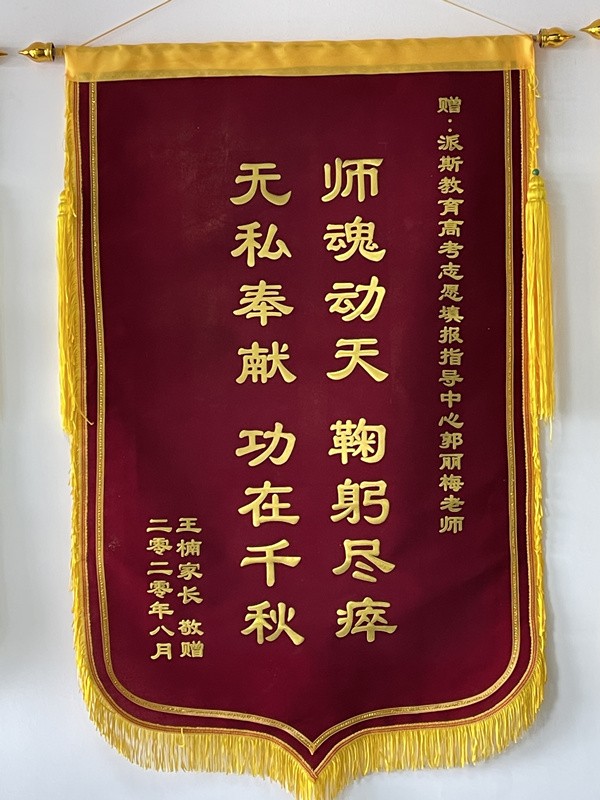 赠：派斯教育高考志愿填报指导中心郭丽梅老师
师魂动天 鞠躬尽瘁
无私奉献 功在千秋
王楠家长 敬赠
二零二零年八月